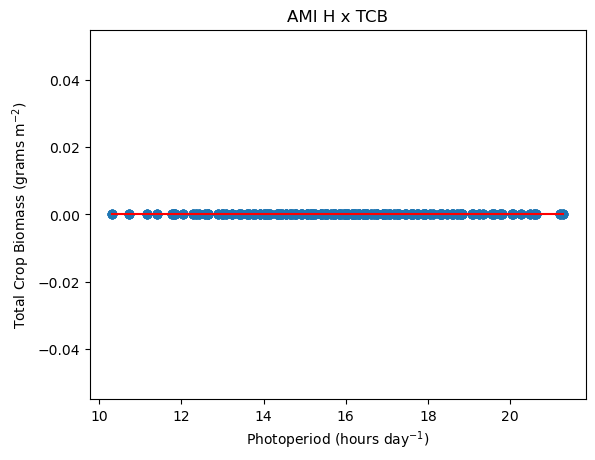 AMI H x TCB
Total Crop Biomass (grams m⁻²)
0.04
0.02
0.00
−0.02
−0.04
10 12 14 16 18 20
Photoperiod (hours day⁻¹)